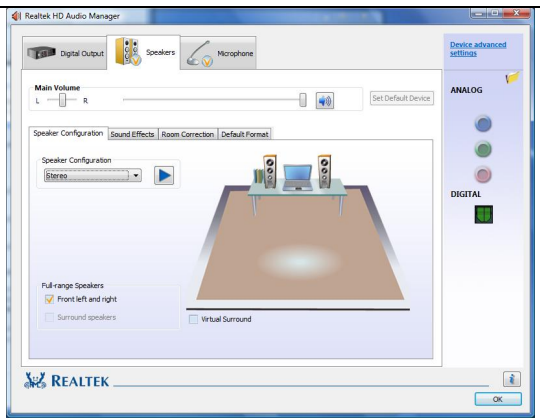 Realtek HD Audio Manager
Digital Output
Speakers
Microphone
Device advanced
settings
Main Volume
L
R
Set Default Device
ANALOG
Speaker Configuration
Sound Effects
Room Correction
Default Format
Speaker Configuration
Stereo
DIGITAL
Full-range Speakers
Front left and right
Surround speakers
Virtual Surround
REALTEK
i
OK